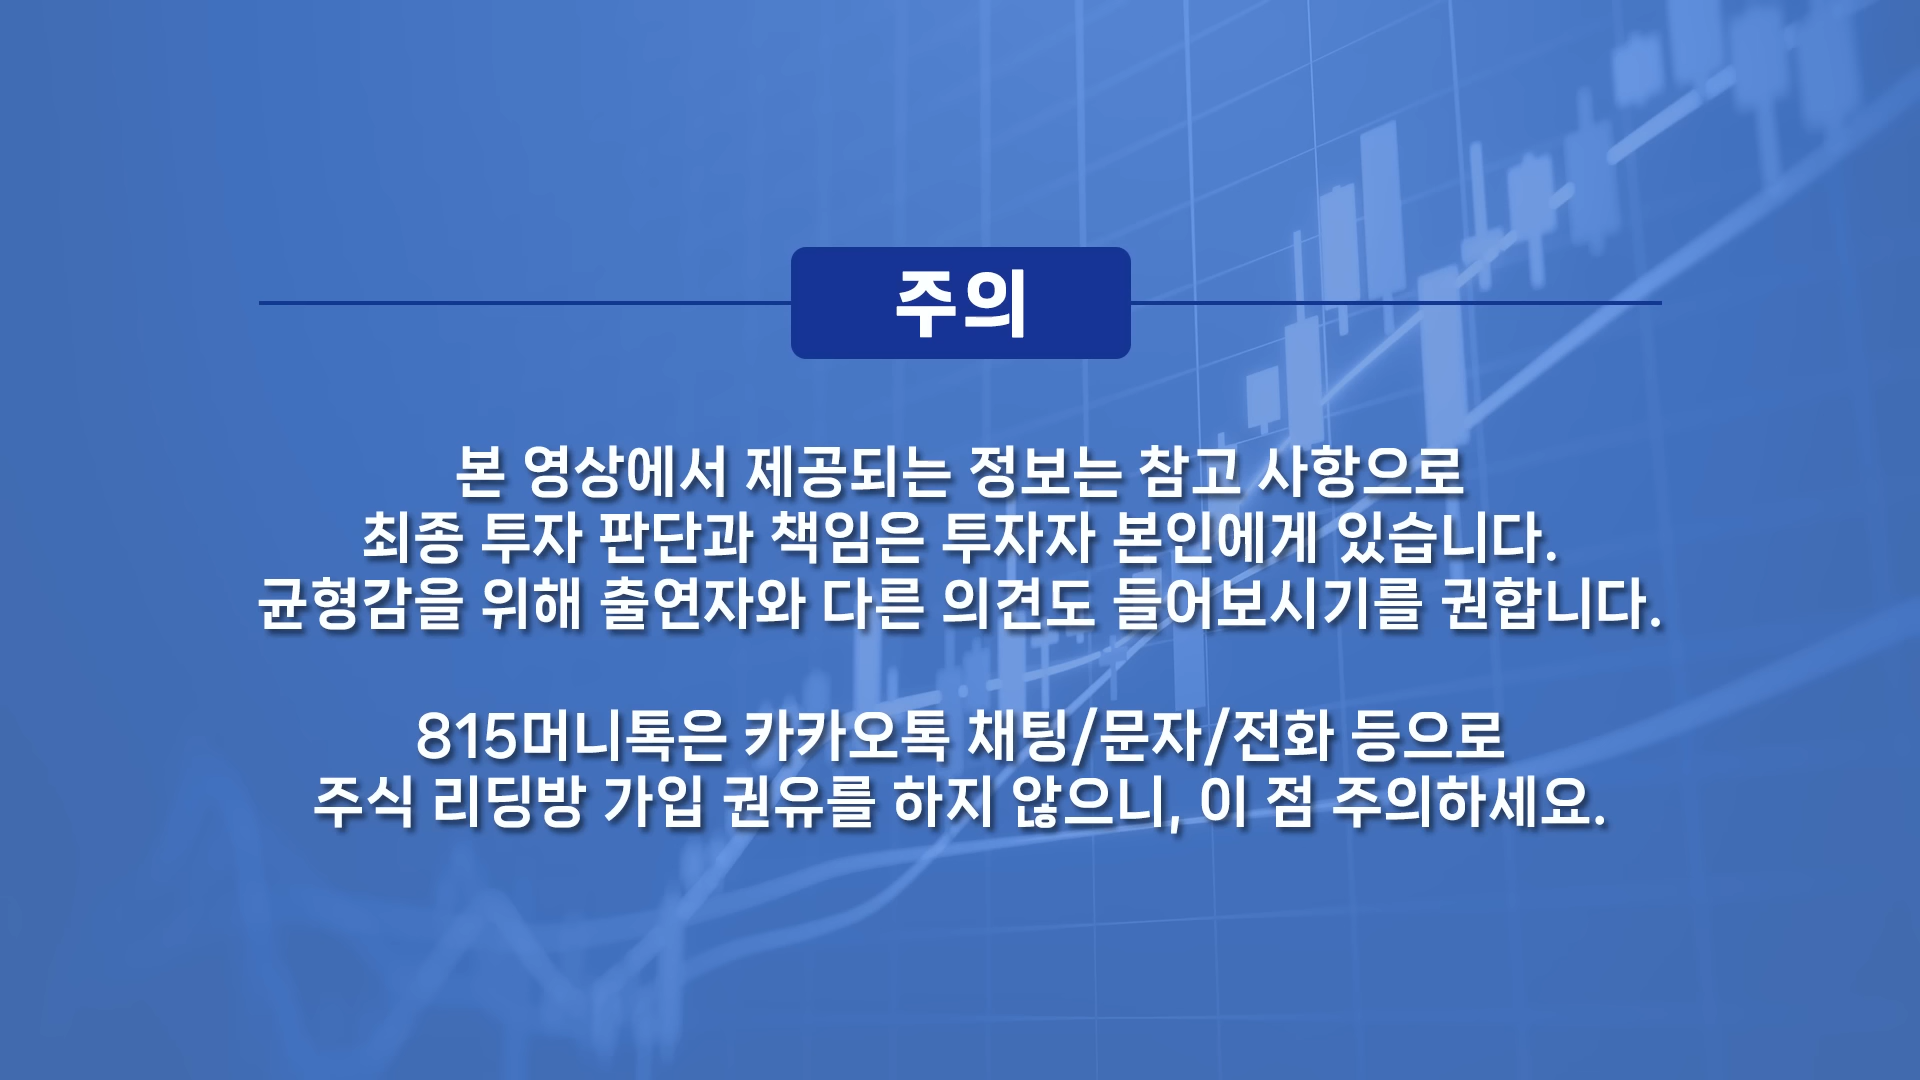 주의
본 영상에서 제공되는 정보는 참고 사항으로
최종 투자 판단과 책임은 투자자 본인에게 있습니다.
균형감을 위해 출연자와 다른 의견도 들어보시기를 권합니다.
815머니톡은 카카오톡 채팅/문자/전화 등으로
주식 리딩방 가입 권유를 하지 않으니, 이 점 주의하세요.